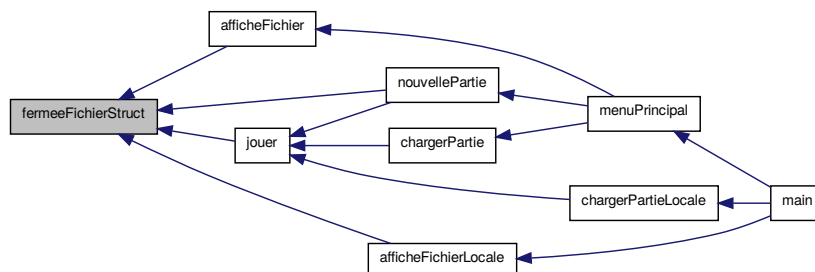 afficheFichier
nouvellePartie
fermeeFichierStruct
menuPrincipal
jouer
chargerPartie
chargerPartieLocale
main
afficheFichierLocale